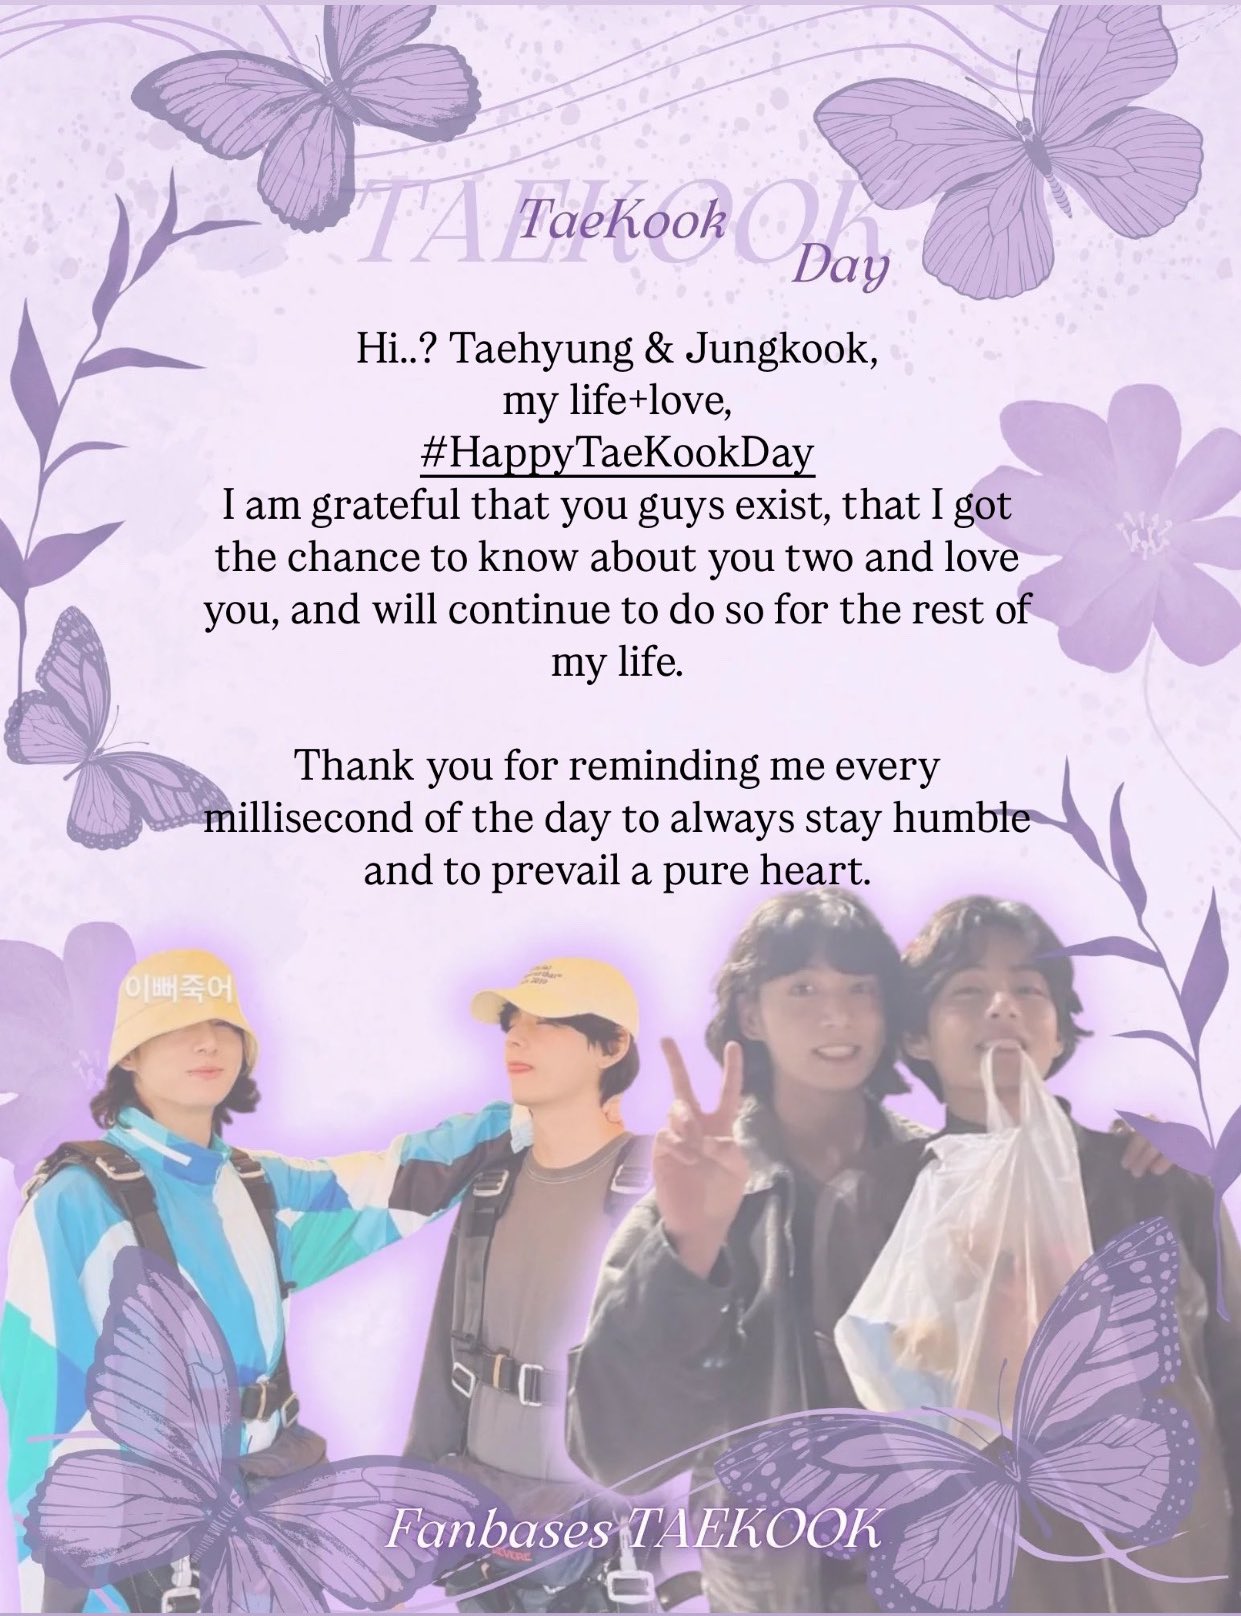 TAEKOOK
TaeKook
Day
Hi..? Taehyung & Jungkook,
my life+love,
#HappyTaeKookDay
I am grateful that you guys exist, that I got
the chance to know about you two and love
you, and will continue to do so for the rest of
my life.
Thank you for reminding me every
millisecond of the day to always stay humble
and to prevail a pure heart.
이뻐죽어
Fanbases TAEKOOK